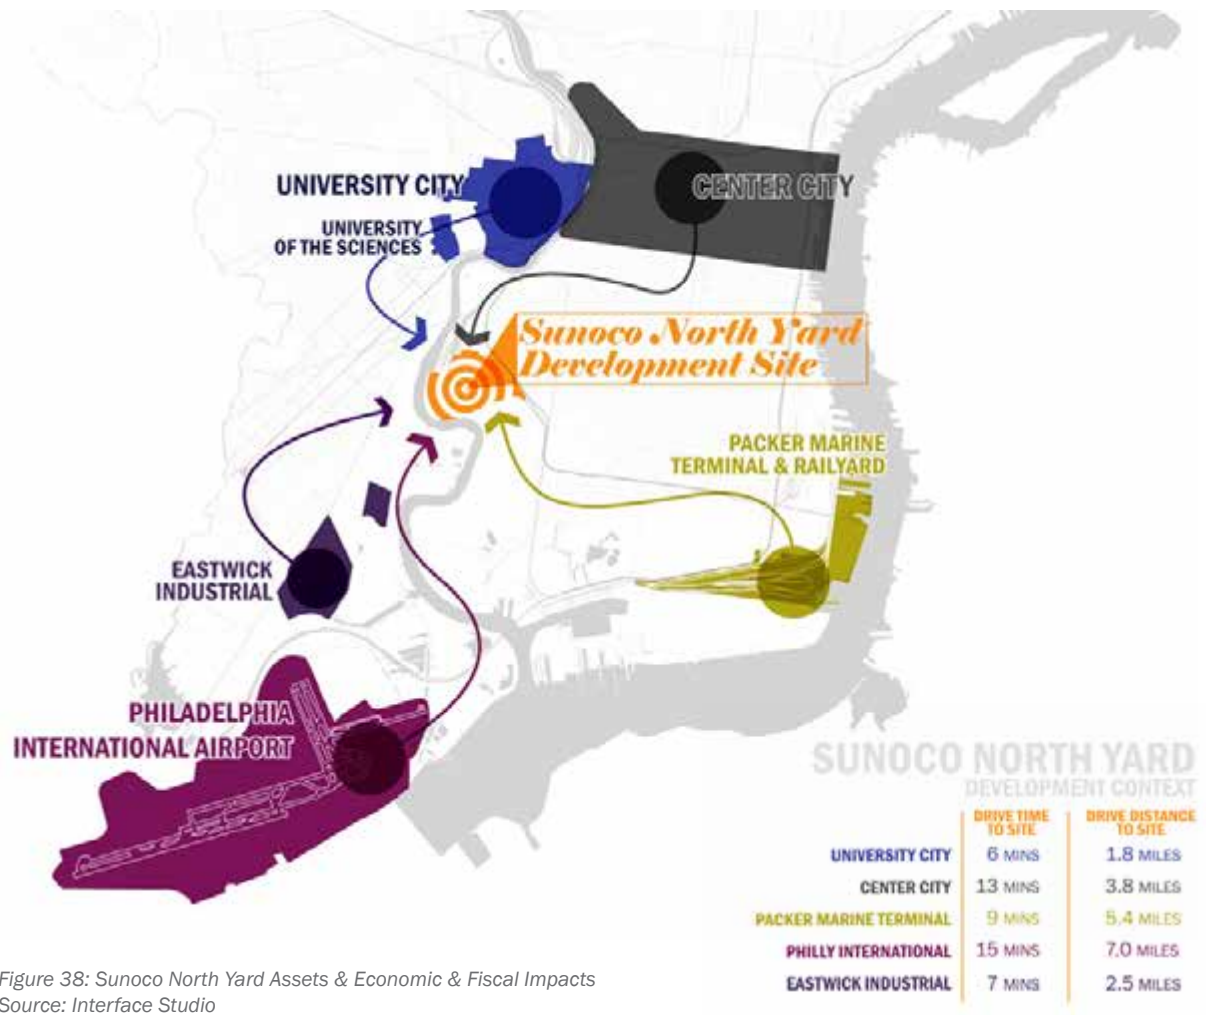 UNIVERSITY CITY
CENTER CITY
UNIVERSITY
OF THE SCIENCES
Sunoco North Yard
Development Site
PACKER MARINE
TERMINAL & RAILYARD
EASTWICK
INDUSTRIAL
PHILADELPHIA
INTERNATIONAL AIRPORT
SUNOCO NORTH YARD
DEVELOPMENT CONTEXT
DRIVE TIME
TO SITE
DRIVE DISTANCE
TO SITE
UNIVERSITY CITY 6 MINS 1.8 MILES
CENTER CITY 13 MINS 3.8 MILES
PACKER MARINE TERMINAL 9 MINS 5.4 MILES
PHILLY INTERNATIONAL 15 MINS 7.0 MILES
EASTWICK INDUSTRIAL 7 MINS 2.5 MILES
Figure 38: Sunoco North Yard Assets & Economic & Fiscal Impacts
Source: Interface Studio